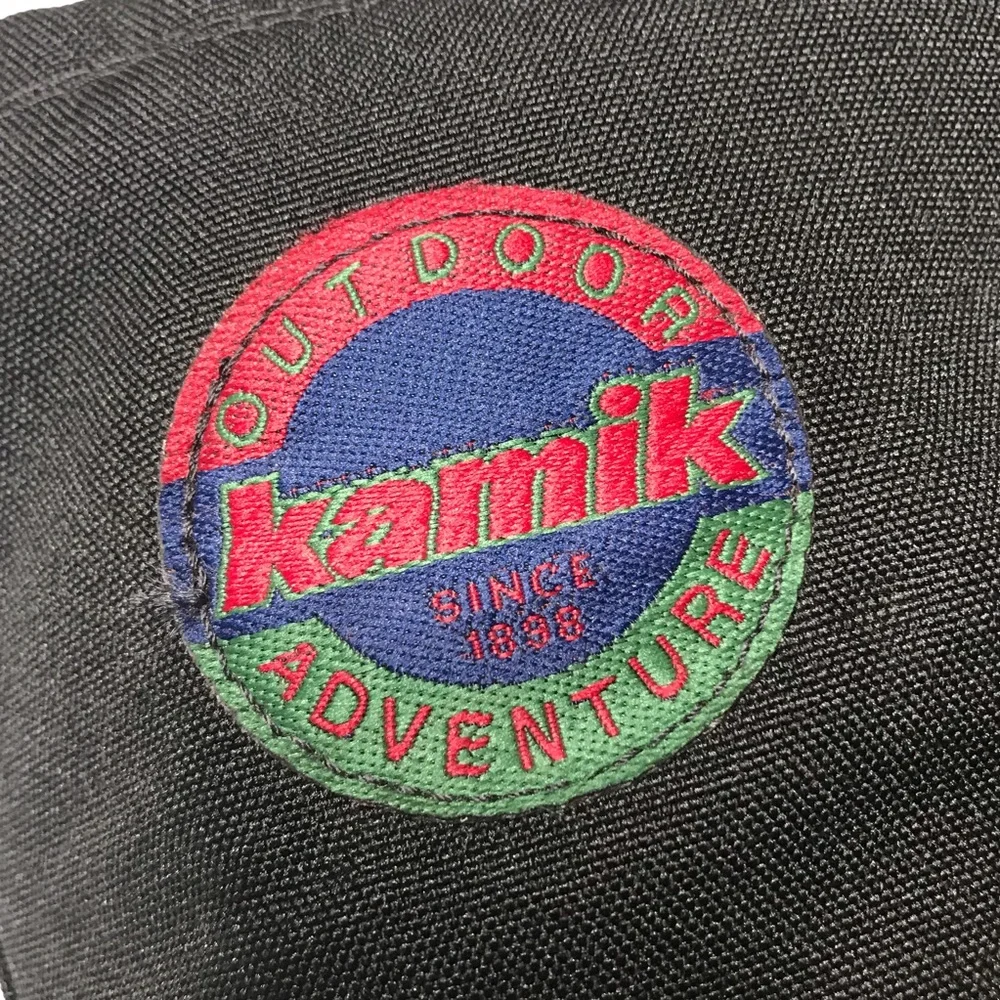 OUTDOOR
kamik
SINCE
1898
ADVENTURE